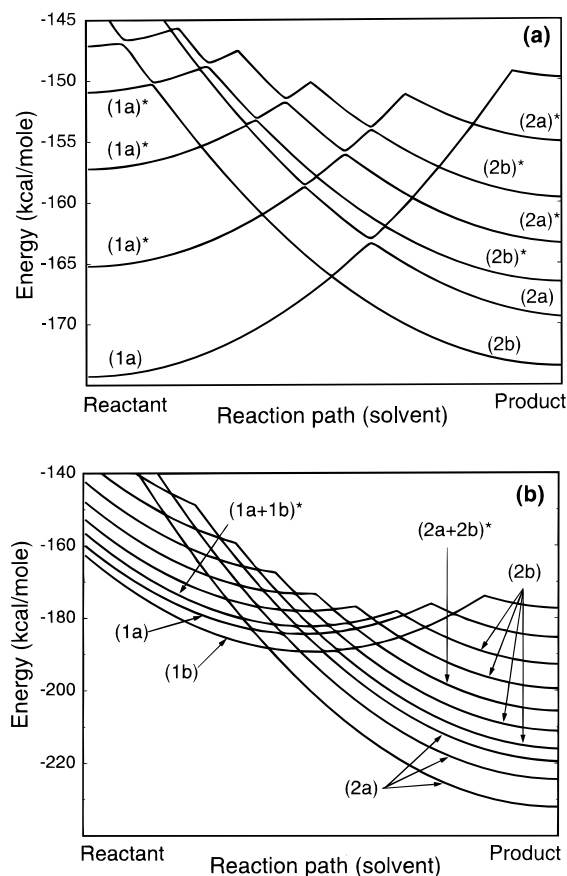 (a)
-145
-150
-155
-160
-165
-170
Energy (kcal/mole)
(1a)*
(1a)*
(1a)*
(1a)
(2a)*
(2b)*
(2a)*
(2b)*
(2a)
(2b)
Reactant
Product
Reaction path (solvent)
(b)
-140
-160
-180
-200
-220
Energy (kcal/mole)
(1a+1b)*
(2a+2b)*
(2b)
(1a)
(1b)
(2a)
Reactant
Product
Reaction path (solvent)